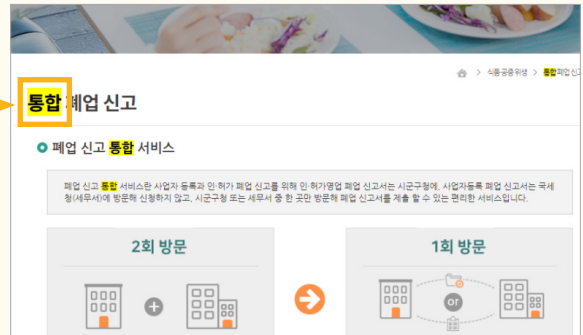 식품·공중위생 > 통합폐업신고
통합 폐업 신고
폐업 신고 통합 서비스
폐업 신고 통합 서비스란 사업자 등록과 인·허가 폐업 신고를 위해 인·허가영업 폐업 신고서는 시군구청에, 사업자등록 폐업 신고서는 국세
청(세무서)에 방문해 신청하지 않고, 시군구청 또는 세무서 중 한 곳만 방문해 폐업 신고서를 제출 할 수 있는 편리한 서비스입니다.
2회 방문
1회 방문
or